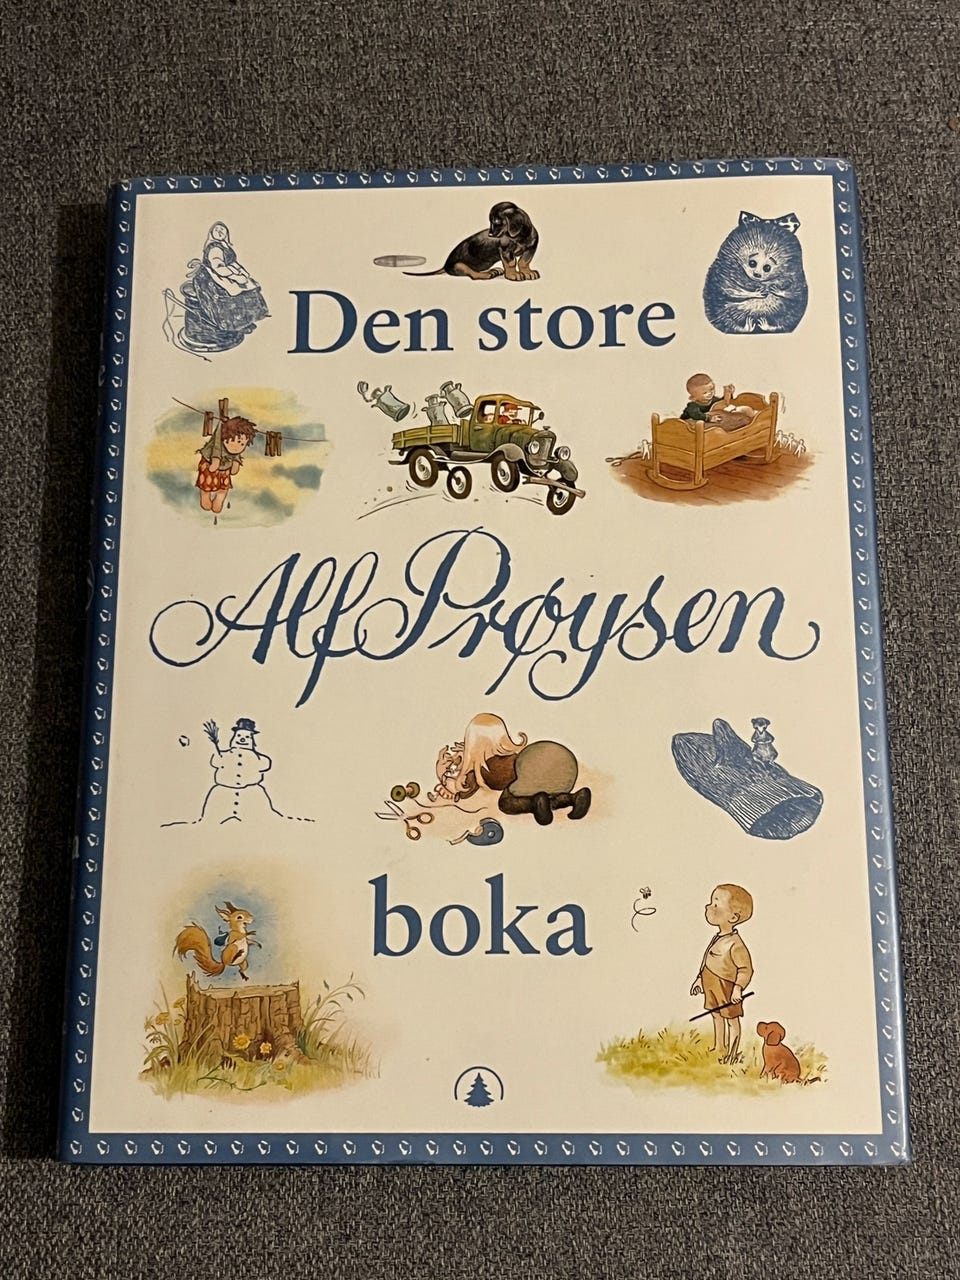 Den store
Alf Prøysen
boka